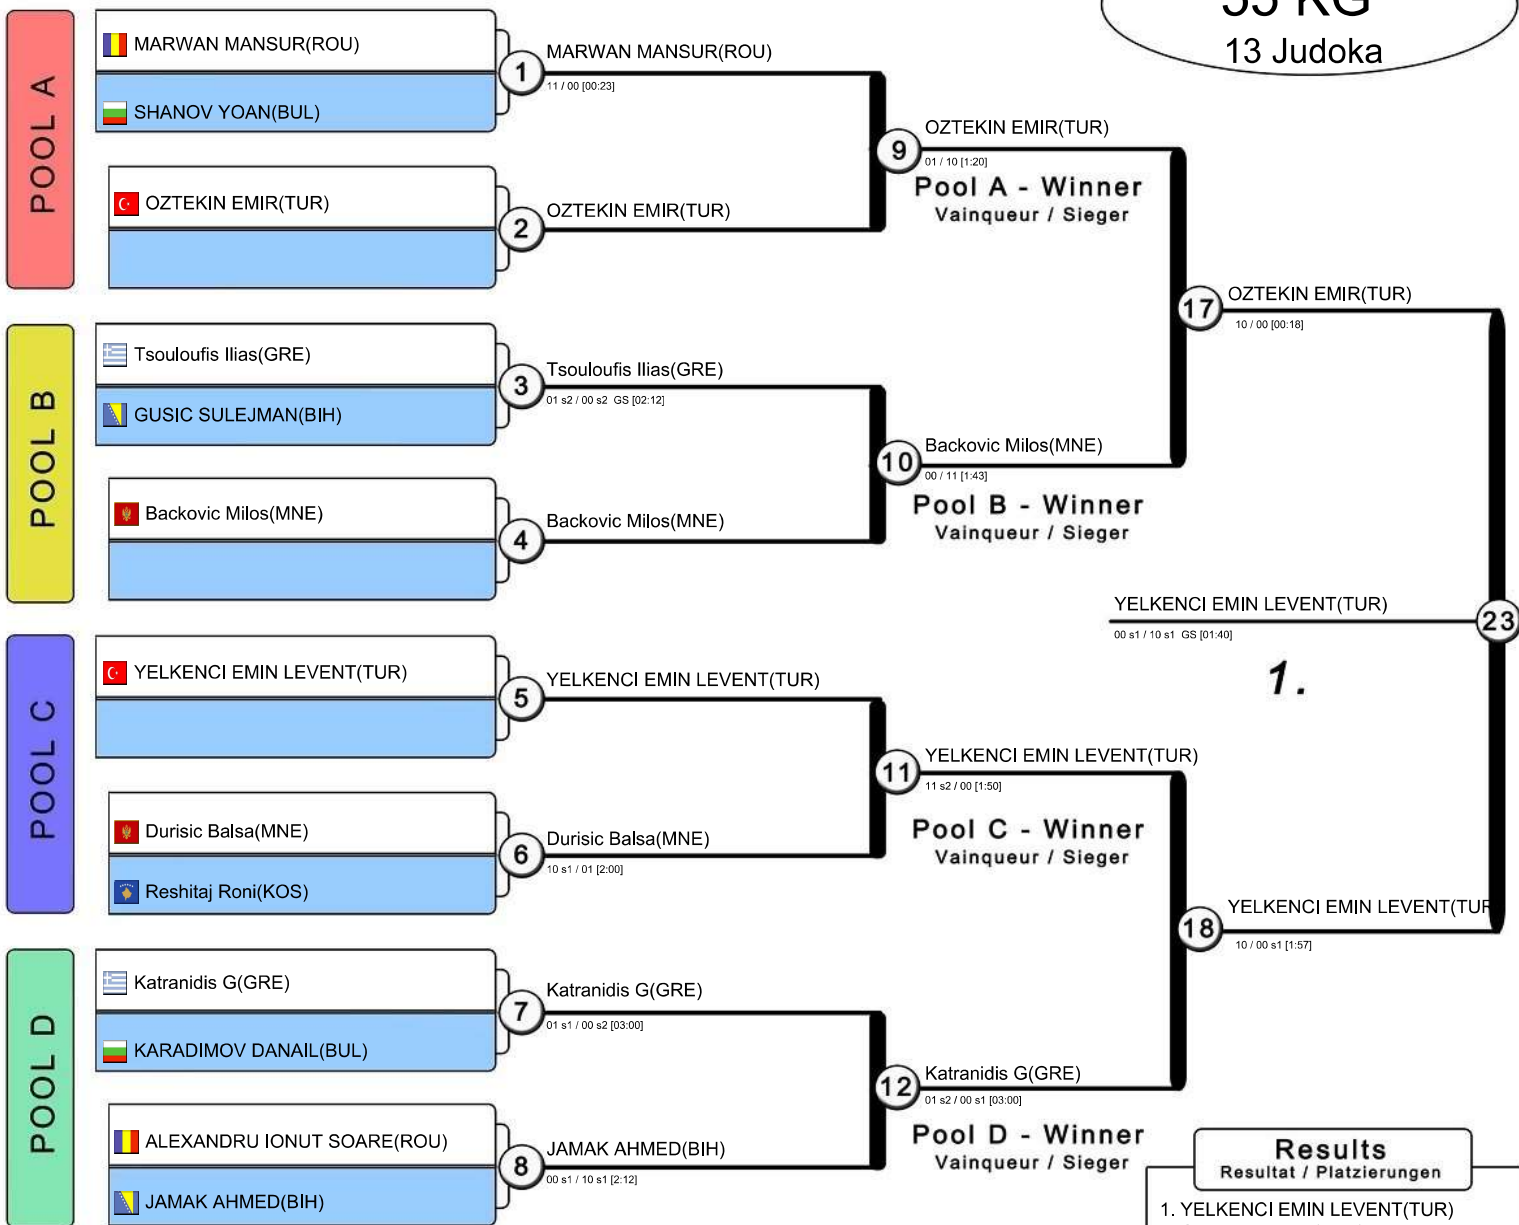 55 KG
13 Judoka
POOL A
MARWAN MANSUR(ROU)
SHANOV YOAN(BUL)
1
MARWAN MANSUR(ROU)
11 / 00 [00:23]
OZTEKIN EMIR(TUR)
2
OZTEKIN EMIR(TUR)
9
OZTEKIN EMIR(TUR)
01 / 10 [1:20]
Pool A - Winner
Vainqueur / Sieger
POOL B
Tsouloufis Ilias(GRE)
GUSIC SULEJMAN(BIH)
3
Tsouloufis Ilias(GRE)
01 s2 / 00 s2 GS [02:12]
Backovic Milos(MNE)
4
Backovic Milos(MNE)
10
Backovic Milos(MNE)
00 / 11 [1:43]
Pool B - Winner
Vainqueur / Sieger
17
OZTEKIN EMIR(TUR)
10 / 00 [00:18]
POOL C
YELKENCI EMIN LEVENT(TUR)
5
YELKENCI EMIN LEVENT(TUR)
Durisic Balsa(MNE)
Reshitaj Roni(KOS)
6
Durisic Balsa(MNE)
10 s1 / 01 [2:00]
11
YELKENCI EMIN LEVENT(TUR)
11 s2 / 00 [1:50]
Pool C - Winner
Vainqueur / Sieger
POOL D
Katranidis G(GRE)
KARADIMOV DANAIL(BUL)
7
Katranidis G(GRE)
01 s1 / 00 s2 [03:00]
ALEXANDRU IONUT SOARE(ROU)
JAMAK AHMED(BIH)
8
JAMAK AHMED(BIH)
00 s1 / 10 s1 [2:12]
12
Katranidis G(GRE)
01 s2 / 00 s1 [03:00]
Pool D - Winner
Vainqueur / Sieger
18
YELKENCI EMIN LEVENT(TUR
10 / 00 s1 [1:57]
YELKENCI EMIN LEVENT(TUR)
00 s1 / 10 s1 GS [01:40]
23
1.
Results
Resultat / Platzierungen
1. YELKENCI EMIN LEVENT(TUR)